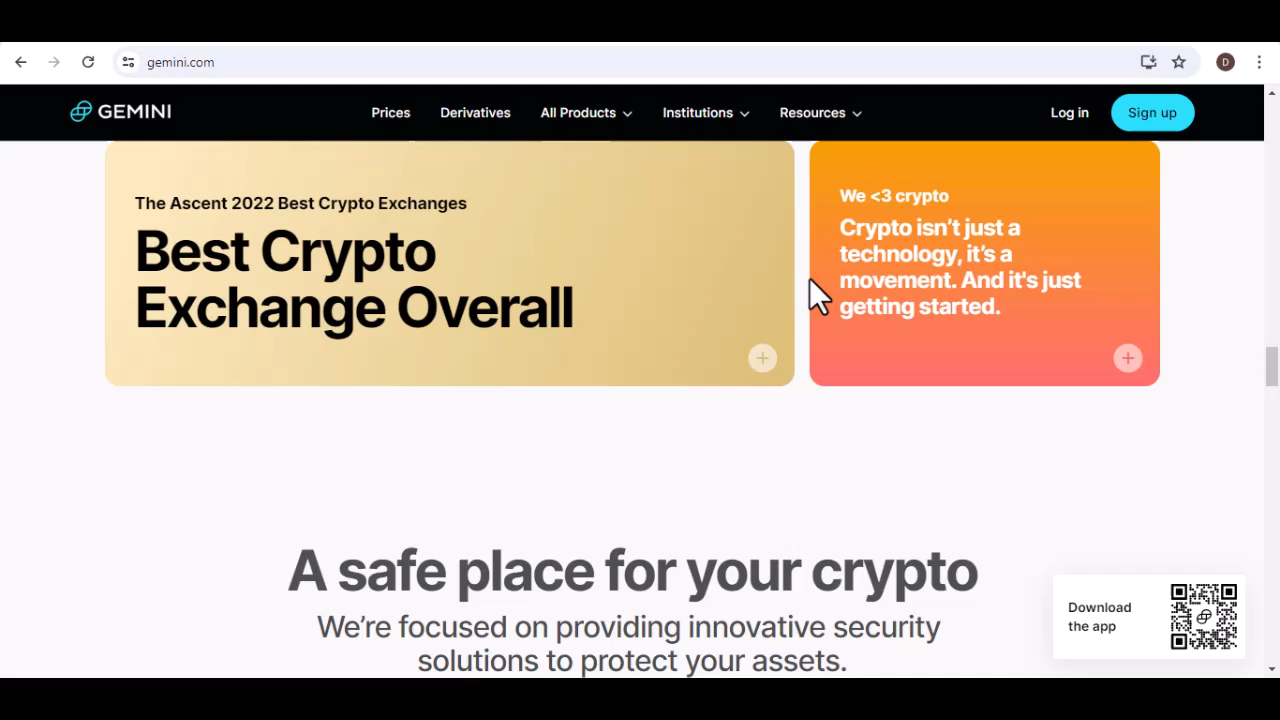 gemini.com
D
GEMINI
Prices
Derivatives
All Products
Institutions
Resources
Log in
Sign up
The Ascent 2022 Best Crypto Exchanges
Best Crypto
Exchange Overall
We <3 crypto
Crypto isn't just a
technology, it's a
movement. And it's just
getting started.
A safe place for your crypto
We're focused on providing innovative security
solutions to protect your assets.
Download
the app